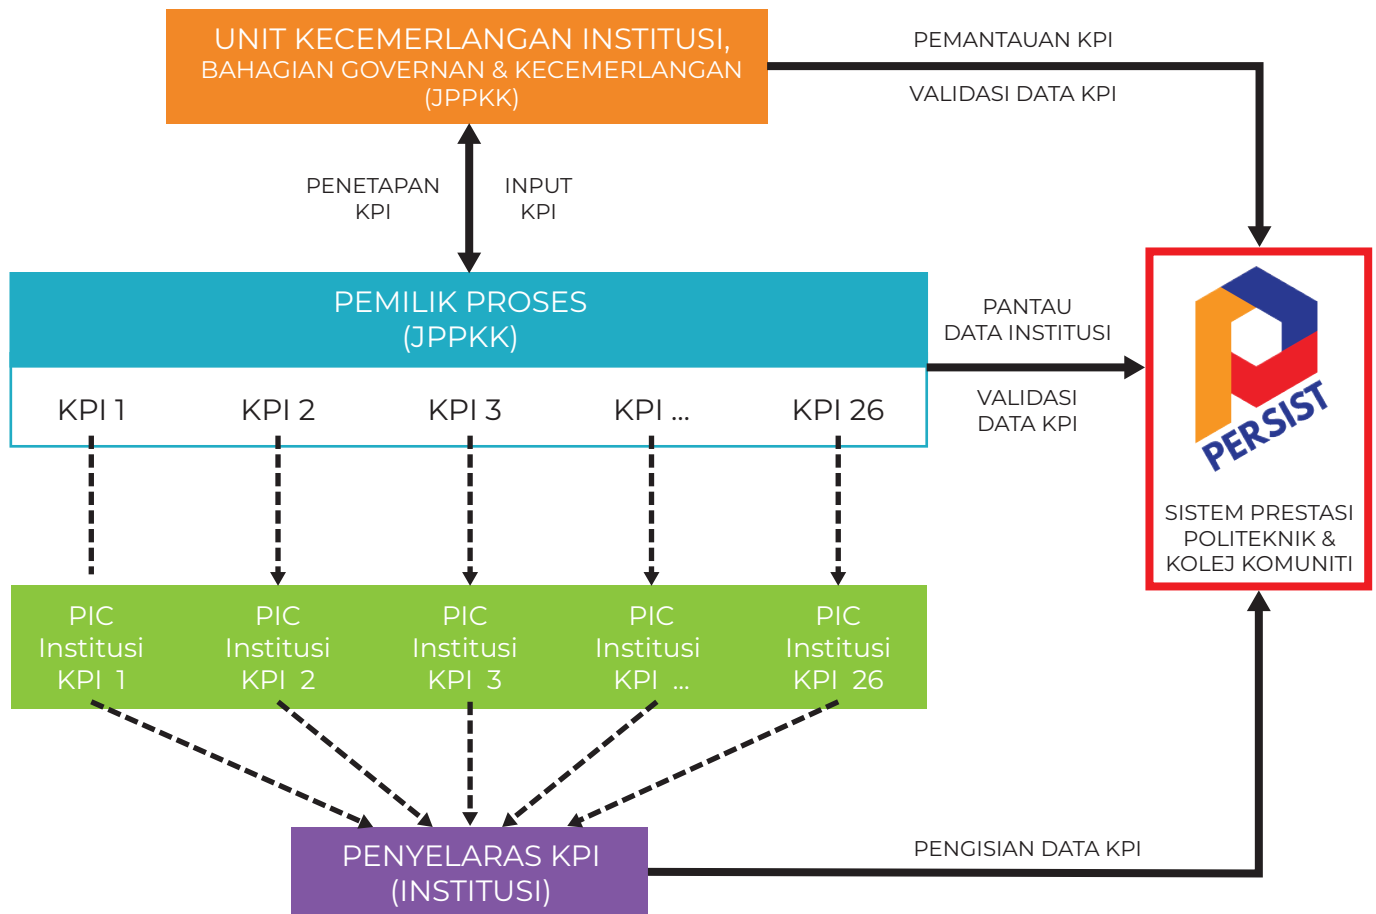 UNIT KECEMERLANGAN INSTITUSI,
BAHAGIAN GOVERNAN & KECEMERLANGAN
(JPPKK)
PEMANTAUAN KPI
VALIDASI DATA KPI
PENETAPAN
KPI
INPUT
KPI
PEMILIK PROSES
(JPPKK)
KPI 1
KPI 2
KPI 3
KPI ...
KPI 26
PANTAU
DATA INSTITUSI
VALIDASI
DATA KPI
PERSIST
SISTEM PRESTASI
POLITEKNIK &
KOLEJ KOMUNITI
PIC
Institusi
KPI 1
PIC
Institusi
KPI 2
PIC
Institusi
KPI 3
PIC
Institusi
KPI ...
PIC
Institusi
KPI 26
PENYELARAS KPI
(INSTITUSI)
PENGISIAN DATA KPI